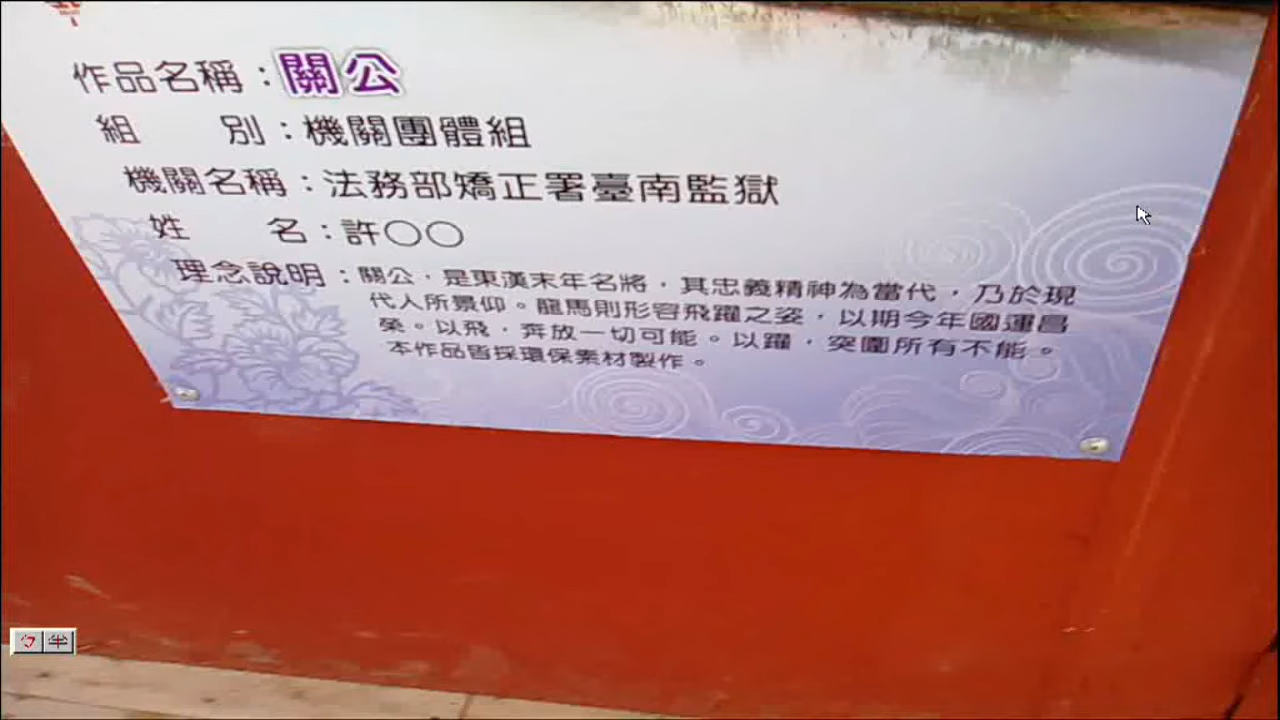 作品名稱：關公
組　　別：機關團體組
機關名稱：法務部矯正署臺南監獄
姓　　名：許○○
理念說明：關公，是東漢末年名將，其忠義精神為當代，乃於現
代人所景仰。龍馬則形容飛躍之姿，以期今年國運昌
榮。以飛，奔放一切可能。以躍，突圍所有不能。
本作品皆採環保素材製作。
ㄅ 半